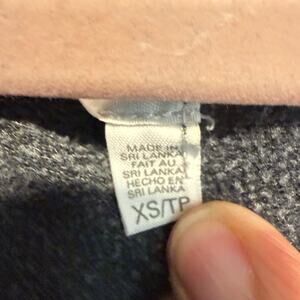 MADE IN
SRI LANKA
FAIT AU
SRI LANKA
HECHO EN
SRI LANKA
XS/TP